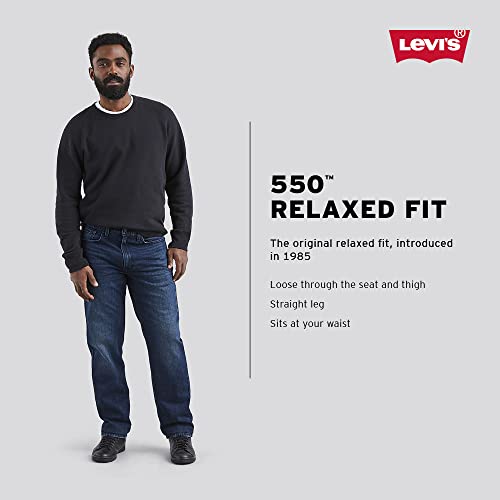 LEVI'S®
550™
RELAXED FIT
The original relaxed fit, introduced
in 1985
Loose through the seat and thigh
Straight leg
Sits at your waist